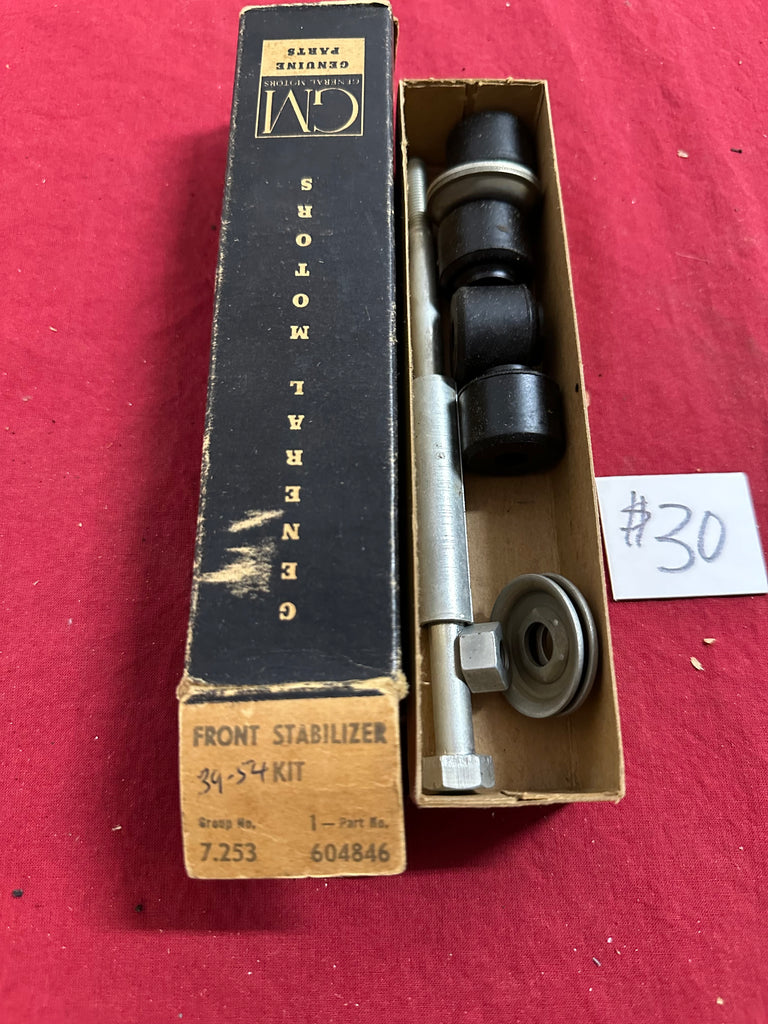 GM
GENERAL MOTORS
GENUINE
PARTS
GENERAL MOTORS
FRONT STABILIZER
39-54 KIT
Group No. 1—Part No.
7.253 604846
#30